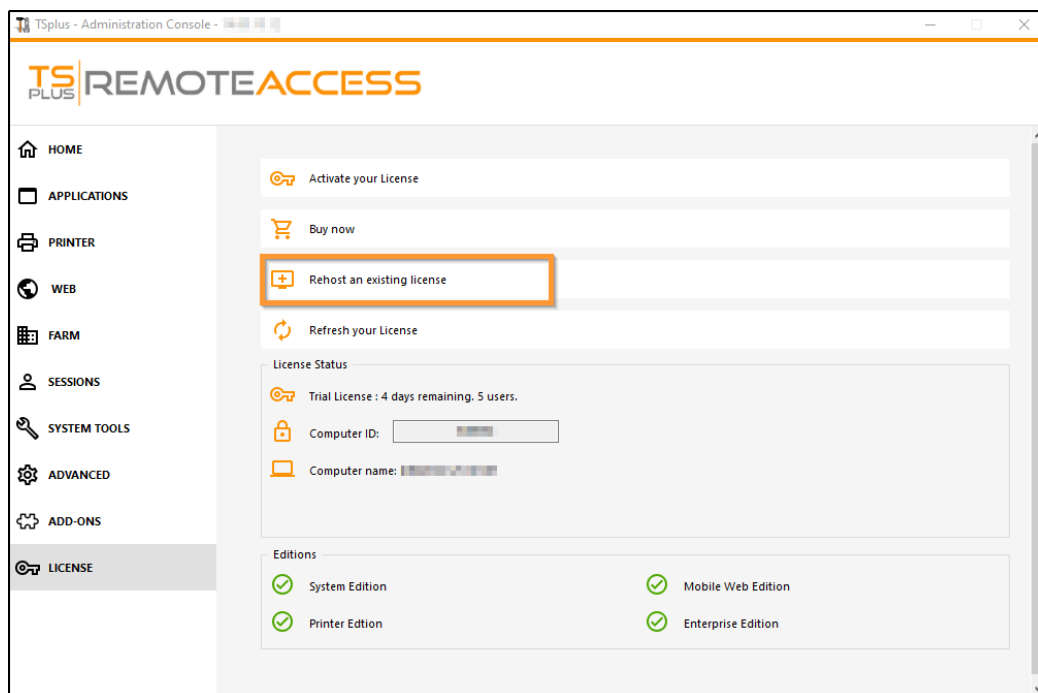 TSplus - Administration Console -
TS PLUS REMOTEACCESS
HOME
APPLICATIONS
PRINTER
WEB
FARM
SESSIONS
SYSTEM TOOLS
ADVANCED
ADD-ONS
LICENSE
Activate your License
Buy now
Rehost an existing license
Refresh your License
License Status
Trial License : 4 days remaining. 5 users.
Computer ID:
Computer name:
Editions
System Edition
Mobile Web Edition
Printer Edtion
Enterprise Edition